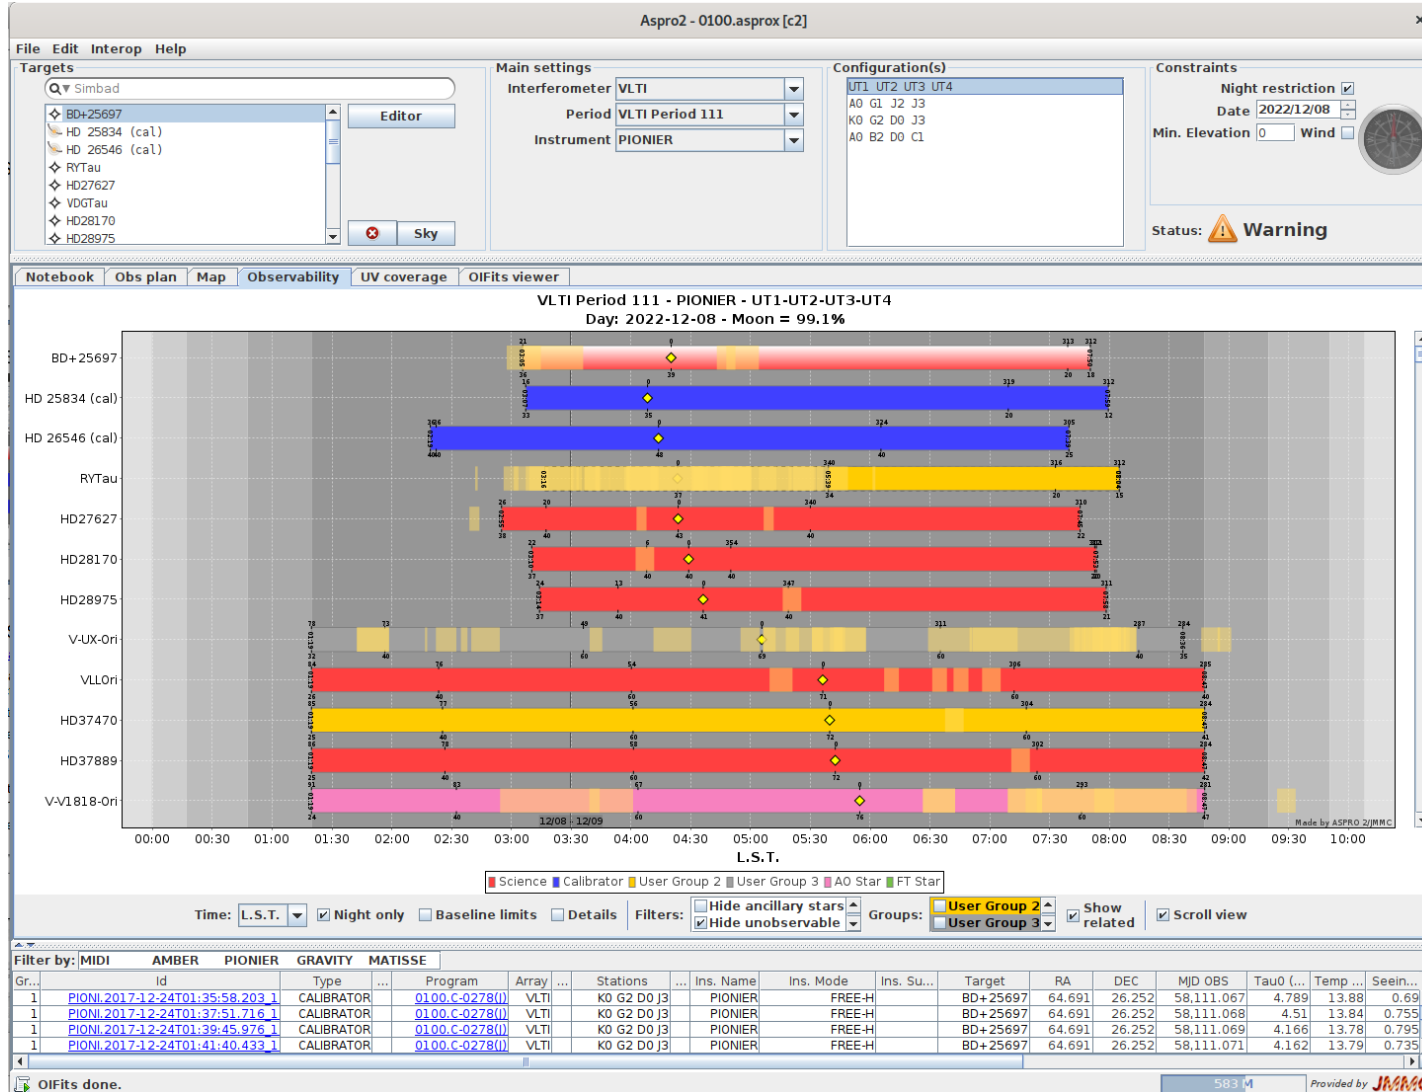 Aspro2 - 0100.asprox [c2]
File Edit Interop Help
Targets
Simbad
BD+25697
HD 25834 (cal)
HD 26546 (cal)
RYTau
HD27627
VDGTau
HD28170
HD28975
Editor
Sky
Main settings
Interferometer VLTI
Period VLTI Period 111
Instrument PIONIER
Configuration(s)
UT1 UT2 UT3 UT4
A0 G1 J2 J3
K0 G2 D0 J3
A0 B2 D0 C1
Constraints
Night restriction
Date 2022/12/08
Min. Elevation 0 Wind
Status: Warning
Notebook Obs plan Map Observability UV coverage OIFits viewer
VLTI Period 111 - PIONIER - UT1-UT2-UT3-UT4
Day: 2022-12-08 - Moon = 99.1%
BD+25697
HD 25834 (cal)
HD 26546 (cal)
RYTau
HD27627
HD28170
HD28975
V-UX-Ori
VLLOri
HD37470
HD37889
V-V1818-Ori
12/08 - 12/09
Made by ASPRO 2/JMMC
00:00 00:30 01:00 01:30 02:00 02:30 03:00 03:30 04:00 04:30 05:00 05:30 06:00 06:30 07:00 07:30 08:00 08:30 09:00 09:30 10:00
L.S.T.
Science Calibrator User Group 2 User Group 3 AO Star FT Star
Time: L.S.T. Night only Baseline limits Details Filters: Hide ancillary stars Hide unobservable Groups: User Group 2 User Group 3 Show related Scroll view
Filter by: MIDI AMBER PIONIER GRAVITY MATISSE
Gr... Id Type ... Program Array ... Stations ... Ins. Name Ins. Mode Ins. Su... Target RA DEC MJD OBS Tau0 (... Temp ... Seein...
1 PIONI.2017-12-24T01:35:58.203_1 CALIBRATOR 0100.C-0278(J) VLTI K0 G2 D0 J3 PIONIER FREE-H BD+25697 64.691 26.252 58,111.067 4.789 13.88 0.69
1 PIONI.2017-12-24T01:37:51.716_1 CALIBRATOR 0100.C-0278(J) VLTI K0 G2 D0 J3 PIONIER FREE-H BD+25697 64.691 26.252 58,111.068 4.51 13.84 0.755
1 PIONI.2017-12-24T01:39:45.976_1 CALIBRATOR 0100.C-0278(J) VLTI K0 G2 D0 J3 PIONIER FREE-H BD+25697 64.691 26.252 58,111.069 4.166 13.78 0.795
1 PIONI.2017-12-24T01:41:40.433_1 CALIBRATOR 0100.C-0278(J) VLTI K0 G2 D0 J3 PIONIER FREE-H BD+25697 64.691 26.252 58,111.071 4.162 13.79 0.735
OIFits done.
583 M
Provided by JMMC